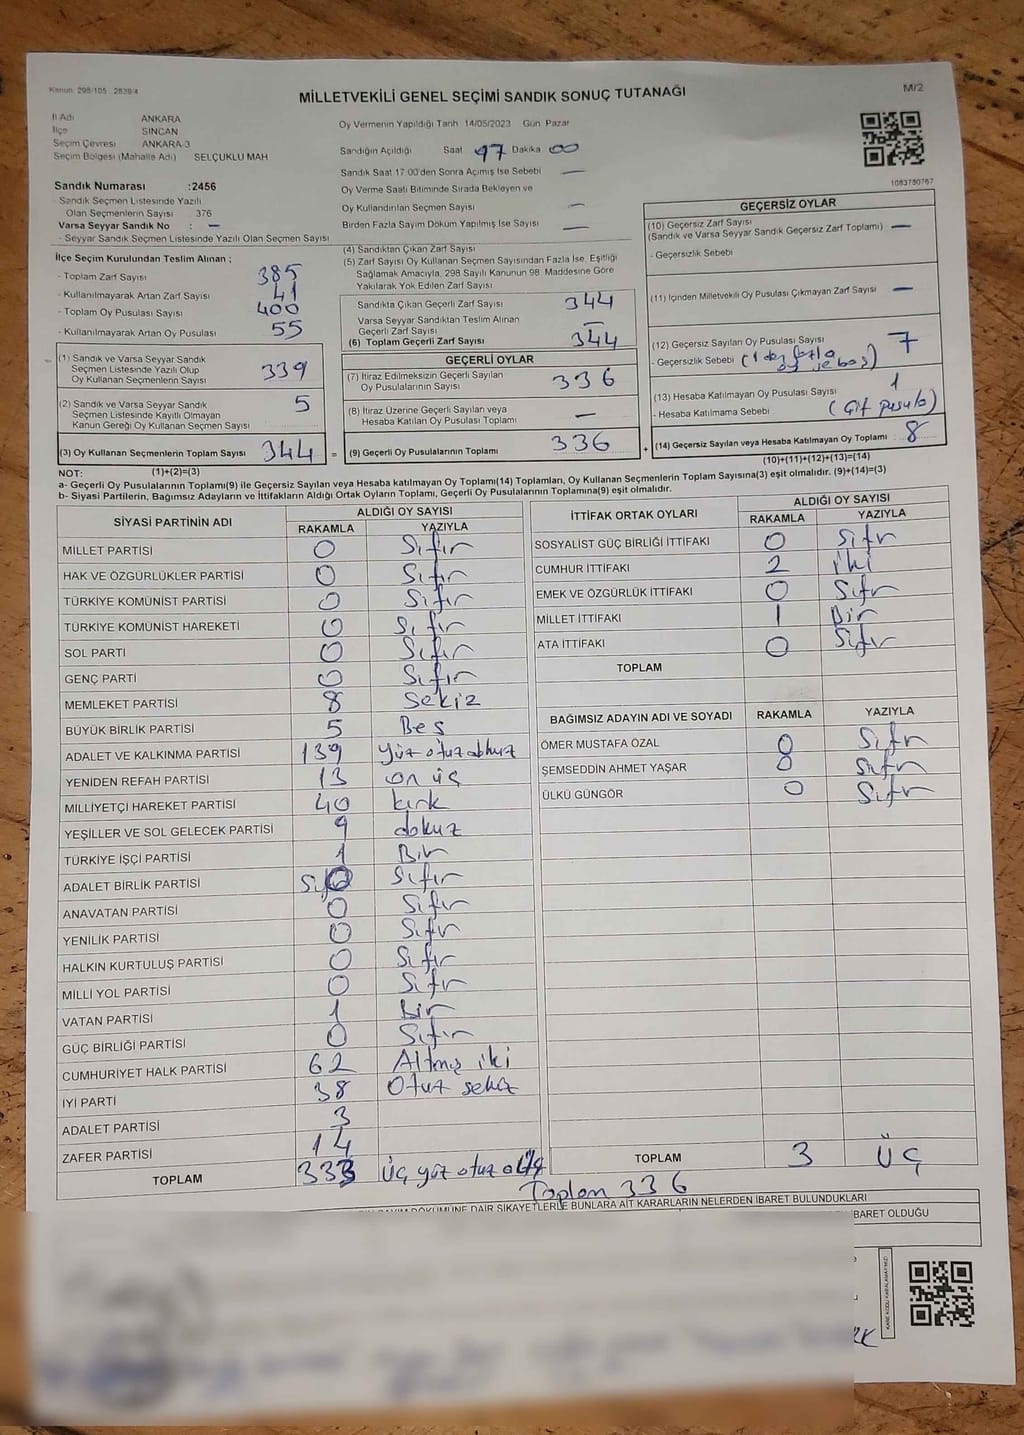 Kanun 298/105 . 2839/4
M/2
MİLLETVEKİLİ GENEL SEÇİMİ SANDIK SONUÇ TUTANAĞI
İl Adı ANKARA
İlçe SİNCAN
Seçim Çevresi ANKARA-3
Seçim Bölgesi (Mahalle Adı) SELÇUKLU MAH
Sandık Numarası :2456
- Sandık Seçmen Listesinde Yazılı
Olan Seçmenlerin Sayısı 376
Varsa Seyyar Sandık No : —
- Seyyar Sandık Seçmen Listesinde Yazılı Olan Seçmen Sayısı
Oy Vermenin Yapıldığı Tarih 14/05/2023 Gün Pazar
Sandığın Açıldığı Saat 97 Dakika 00
Sandık Saat 17:00'den Sonra Açımış İse Sebebi —
Oy Verme Saati Bitiminde Sırada Bekleyen ve
Oy Kullandırılan Seçmen Sayısı —
Birden Fazla Sayım Döküm Yapılmış İse Sayısı —
1083780767
İlçe Seçim Kurulundan Teslim Alınan ;
- Toplam Zarf Sayısı 385
- Kullanılmayarak Artan Zarf Sayısı 41
- Toplam Oy Pusulası Sayısı 400
- Kullanılmayarak Artan Oy Pusulası 55
(4) Sandıktan Çıkan Zarf Sayısı
(5) Zarf Sayısı Oy Kullanan Seçmen Sayısından Fazla İse, Eşitliği
Sağlamak Amacıyla, 298 Sayılı Kanunun 98. Maddesine Göre
Yakılarak Yok Edilen Zarf Sayısı
Sandıkta Çıkan Geçerli Zarf Sayısı 344
Varsa Seyyar Sandıktan Teslim Alınan
Geçerli Zarf Sayısı —
(6) Toplam Geçerli Zarf Sayısı 344
GEÇERSİZ OYLAR
(10) Geçersiz Zarf Sayısı
(Sandık ve Varsa Seyyar Sandık Geçersiz Zarf Toplamı) —
- Geçersizlik Sebebi
(11) İçinden Milletvekili Oy Pusulası Çıkmayan Zarf Sayısı —
(12) Geçersiz Sayılan Oy Pusulası Sayısı 7
- Geçersizlik Sebebi (1 den fazla
oy sebeb)
(13) Hesaba Katılmayan Oy Pusulası Sayısı 1
- Hesaba Katılmama Sebebi (Çift pusula)
(14) Geçersiz Sayılan veya Hesaba Katılmayan Oy Toplamı 8
(10)+(11)+(12)+(13)=(14)
(1) Sandık ve Varsa Seyyar Sandık
Seçmen Listesinde Yazılı Olup
Oy Kullanan Seçmenlerin Sayısı 339
(2) Sandık ve Varsa Seyyar Sandık
Seçmen Listesinde Kayıtlı Olmayan
Kanun Gereği Oy Kullanan Seçmen Sayısı 5
(3) Oy Kullanan Seçmenlerin Toplam Sayısı 344 =
GEÇERLİ OYLAR
(7) İtiraz Edilmeksizin Geçerli Sayılan
Oy Pusulalarının Sayısı 336
(8) İtiraz Üzerine Geçerli Sayılan veya
Hesaba Katılan Oy Pusulası Toplamı —
(9) Geçerli Oy Pusulalarının Toplamı 336 +
NOT: (1)+(2)=(3)
a- Geçerli Oy Pusulalarının Toplamı(9) ile Geçersiz Sayılan veya Hesaba katılmayan Oy Toplamı(14) Toplamları, Oy Kullanan Seçmenlerin Toplam Sayısına(3) eşit olmalıdır. (9)+(14)=(3)
b- Siyasi Partilerin, Bağımsız Adayların ve İttifakların Aldığı Ortak Oyların Toplamı, Geçerli Oy Pusulalarının Toplamına(9) eşit olmalıdır.
SİYASİ PARTİNİN ADI ALDIĞI OY SAYISI
RAKAMLA YAZIYLA
MİLLET PARTİSİ 0 Sıfır
HAK VE ÖZGÜRLÜKLER PARTİSİ 0 Sıfır
TÜRKİYE KOMÜNİST PARTİSİ 0 Sıfır
TÜRKİYE KOMÜNİST HAREKETİ 0 Sıfır
SOL PARTİ 0 Sıfır
GENÇ PARTİ 0 Sıfır
MEMLEKET PARTİSİ 8 Sekiz
BÜYÜK BİRLİK PARTİSİ 5 Beş
ADALET VE KALKINMA PARTİSİ 139 Yüz otuz dokuz
YENİDEN REFAH PARTİSİ 13 on üç
MİLLİYETÇİ HAREKET PARTİSİ 40 kırk
YEŞİLLER VE SOL GELECEK PARTİSİ 9 dokuz
TÜRKİYE İŞÇİ PARTİSİ 1 Bir
ADALET BİRLİK PARTİSİ 0 Sıfır
ANAVATAN PARTİSİ 0 Sıfır
YENİLİK PARTİSİ 0 Sıfır
HALKIN KURTULUŞ PARTİSİ 0 Sıfır
MİLLİ YOL PARTİSİ 0 Sıfır
VATAN PARTİSİ 1 Bir
GÜÇ BİRLİĞİ PARTİSİ 0 Sıfır
CUMHURİYET HALK PARTİSİ 62 Altmış iki
İYİ PARTİ 38 Otuz sekiz
ADALET PARTİSİ 3
ZAFER PARTİSİ 14
TOPLAM 333 Üç yüz otuz üç
İTTİFAK ORTAK OYLARI ALDIĞI OY SAYISI
RAKAMLA YAZIYLA
SOSYALİST GÜÇ BİRLİĞİ İTTİFAKI 0 Sıfır
CUMHUR İTTİFAKI 2 iki
EMEK VE ÖZGÜRLÜK İTTİFAKI 0 Sıfır
MİLLET İTTİFAKI 1 Bir
ATA İTTİFAKI 0 Sıfır
TOPLAM
BAĞIMSIZ ADAYIN ADI VE SOYADI RAKAMLA YAZIYLA
ÖMER MUSTAFA ÖZAL 0 Sıfır
ŞEMSEDDİN AHMET YAŞAR 0 Sıfır
ÜLKÜ GÜNGÖR 0 Sıfır
TOPLAM 3 ÜÇ
Toplam 336
SAYIM DÖKÜMÜNE DAİR ŞİKAYETLERLE BUNLARA AİT KARARLARIN NELERDEN İBARET BULUNDUKLARI
İBARET OLDUĞU